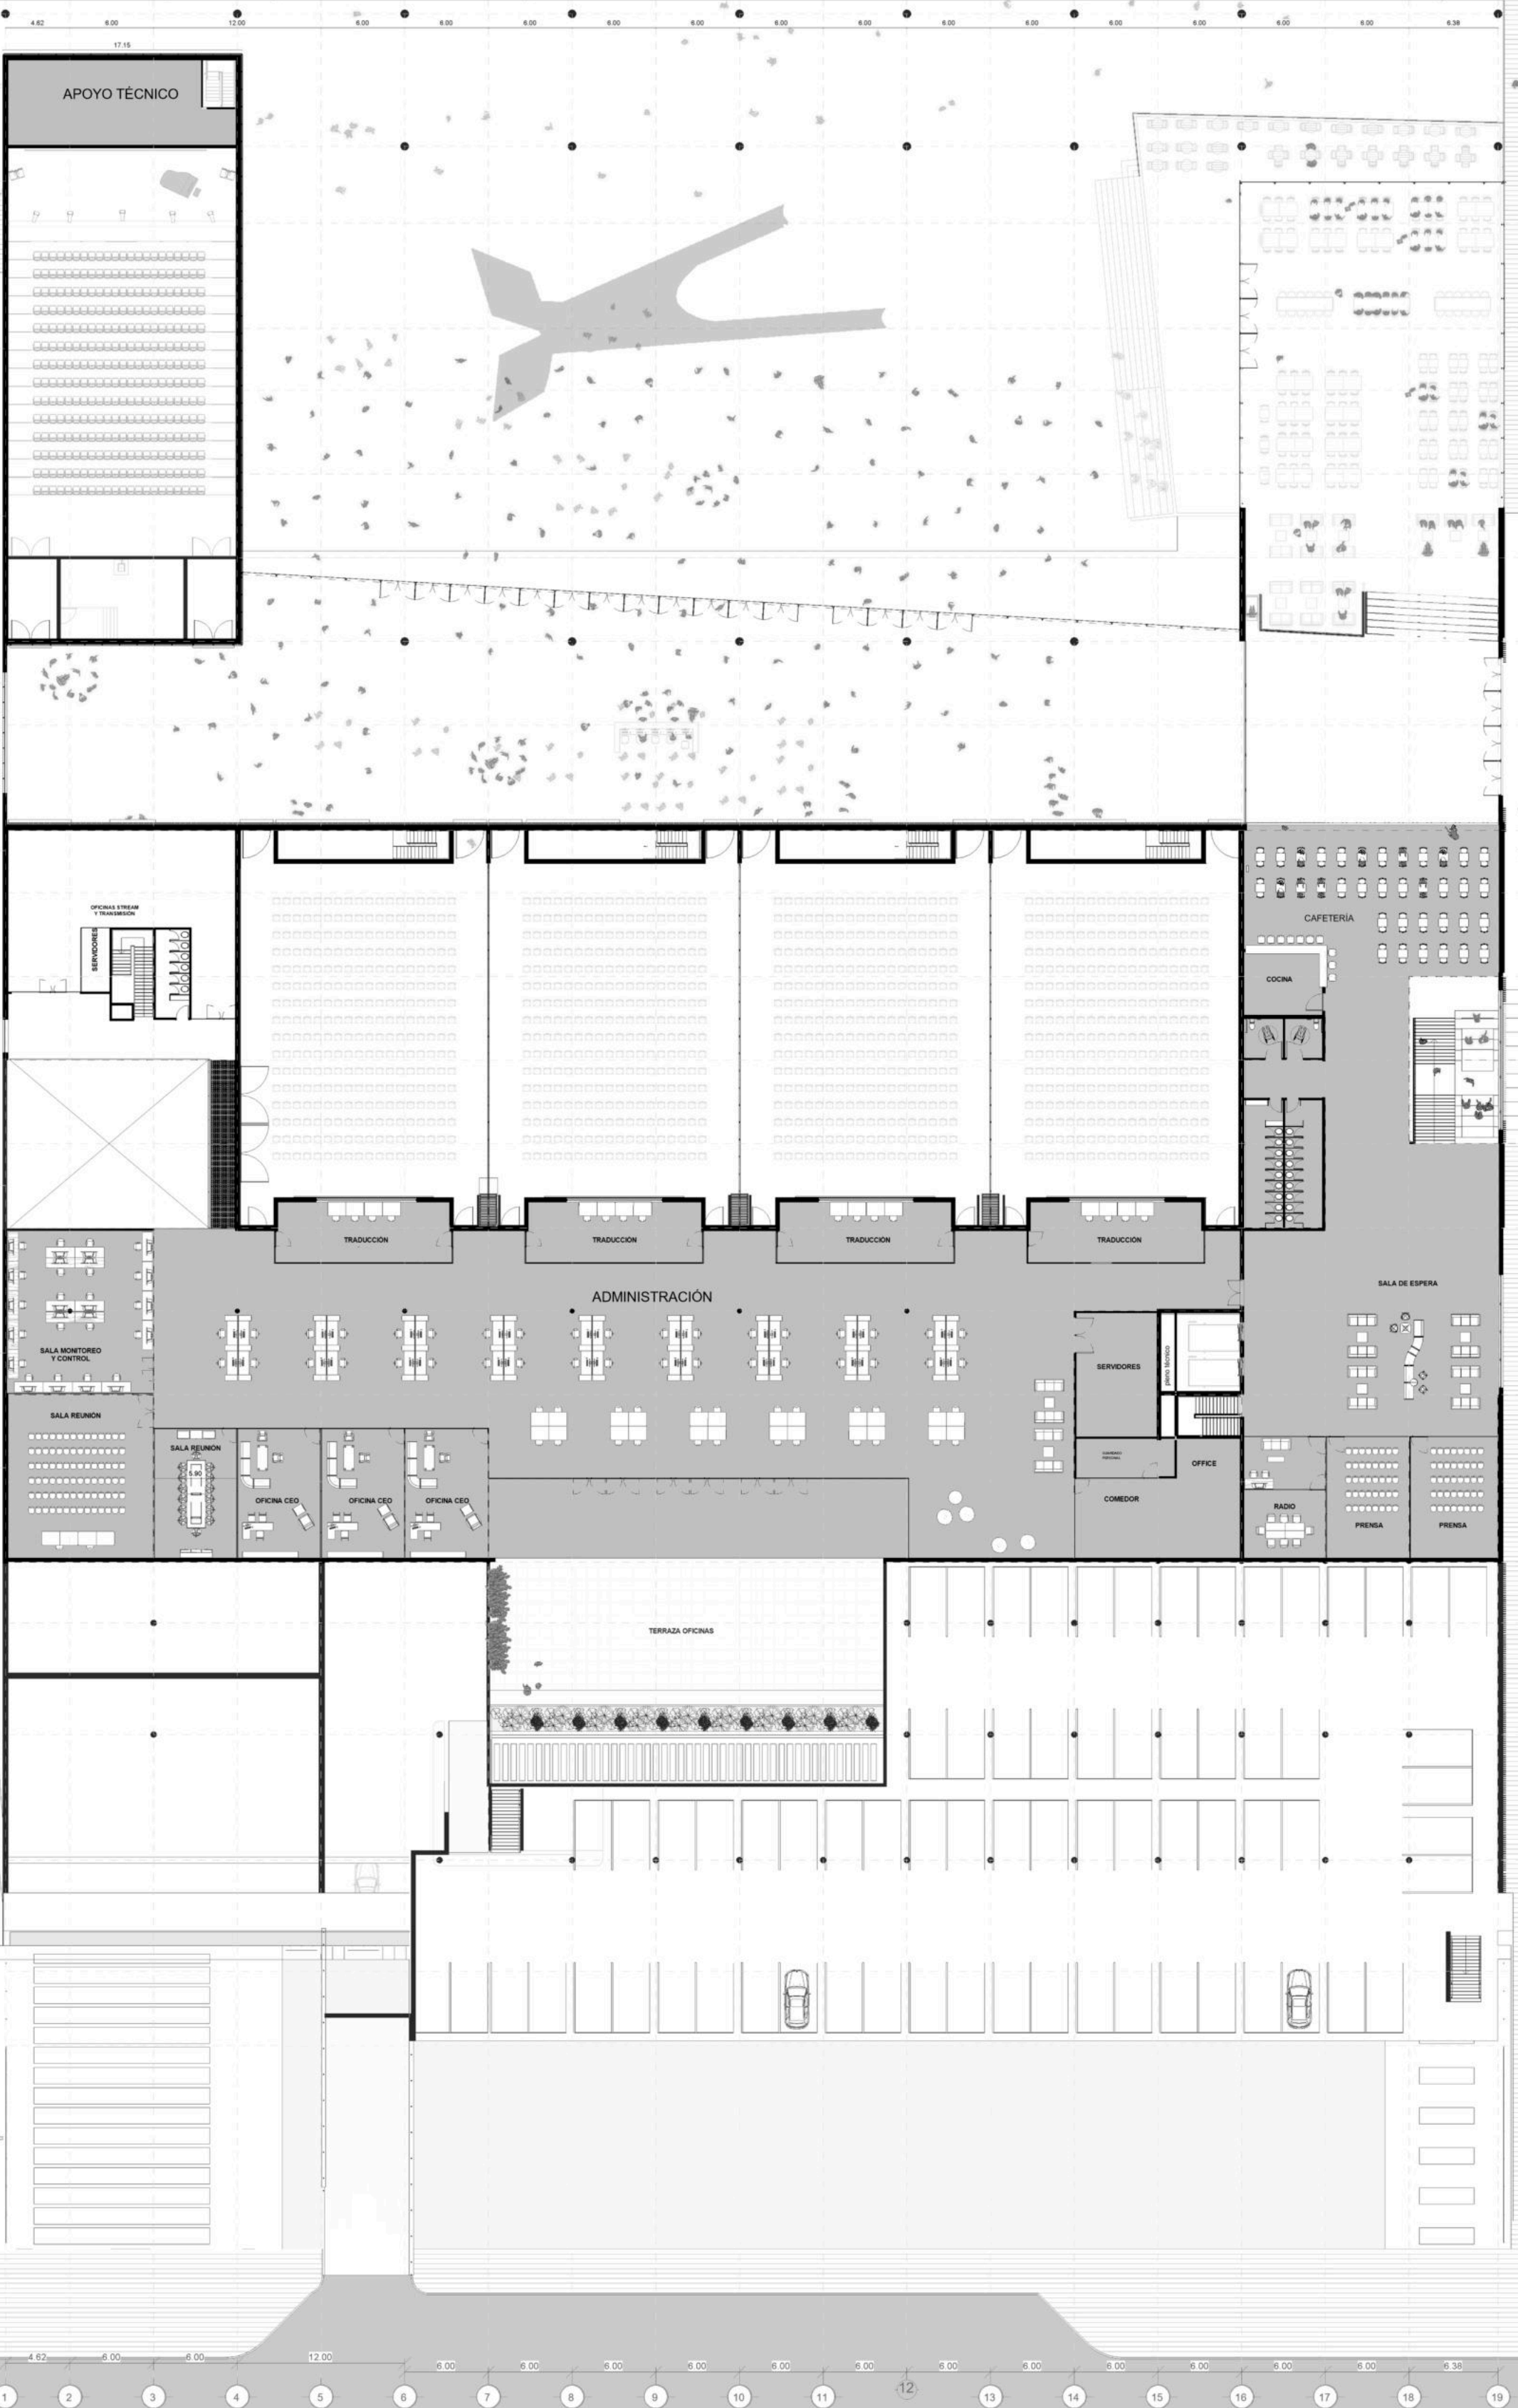 4.62 6.00 12.00 6.00 6.00 6.00 6.00 6.00 6.00 6.00 6.00 6.00 6.00 6.00 6.00 6.38
17.15
APOYO TÉCNICO
OFICINAS STREAM
Y TRANSMISIÓN
SERVIDORES
CAFETERÍA
COCINA
TRADUCCIÓN TRADUCCIÓN TRADUCCIÓN TRADUCCIÓN
ADMINISTRACIÓN
SALA DE ESPERA
SALA MONITOREO
Y CONTROL
SERVIDORES
pleno técnico
SALA REUNIÓN
SALA REUNIÓN
5.90
OFFICE
OFICINA CEO OFICINA CEO OFICINA CEO
COMEDOR
RADIO
PRENSA PRENSA
TERRAZA OFICINAS
4.62 6.00 6.00 12.00 6.00 6.00 6.00 6.00 6.00 6.00 6.00 6.00 6.00 6.00 6.00 6.00 6.38
1 2 3 4 5 6 7 8 9 10 11 12 13 14 15 16 17 18 19